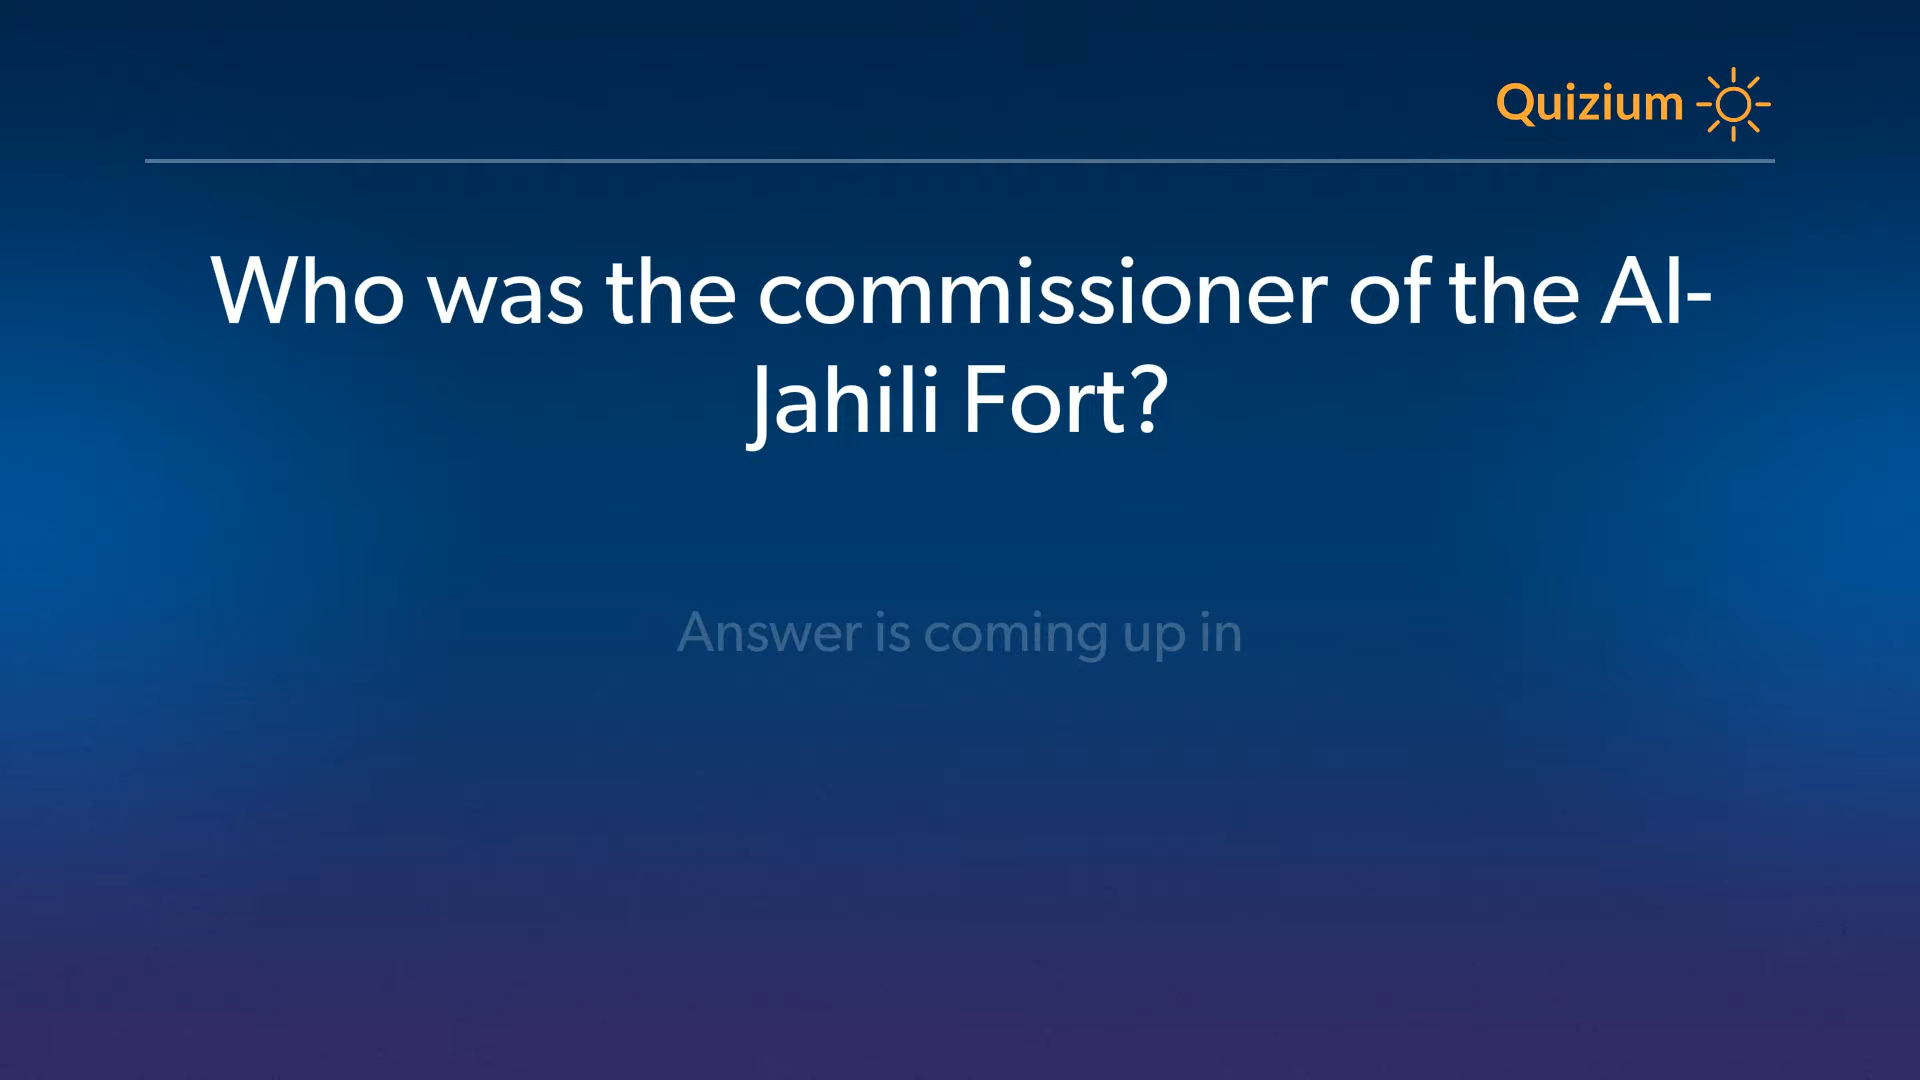 Quizium
Who was the commissioner of the Al-
Jahili Fort?
Answer is coming up in